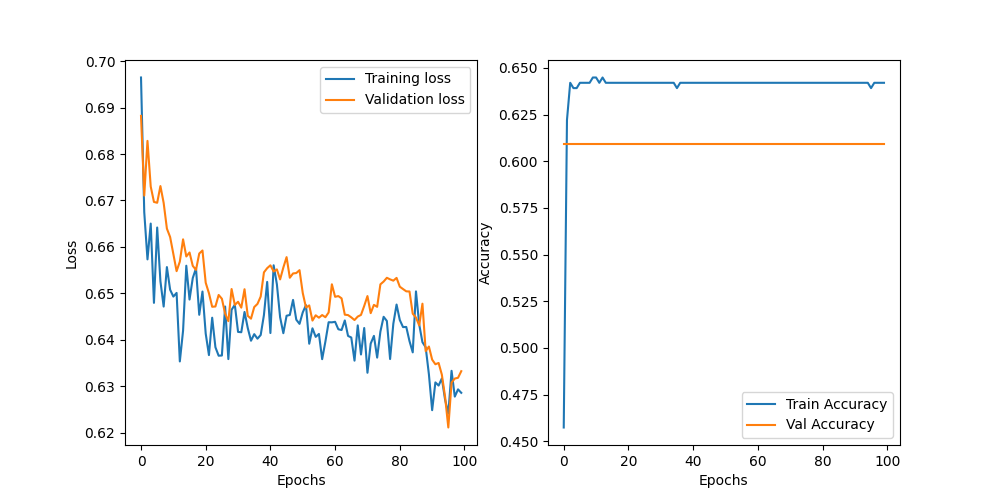 0.70
0.69
0.68
0.67
0.66
0.65
0.64
0.63
0.62
Loss
0 20 40 60 80 100
Epochs
Training loss
Validation loss
0.650
0.625
0.600
0.575
0.550
0.525
0.500
0.475
0.450
Accuracy
0 20 40 60 80 100
Epochs
Train Accuracy
Val Accuracy